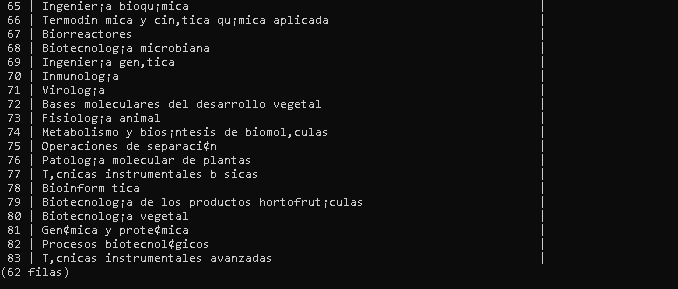 65 | Ingenier¡a bioqu¡mica |
66 | Termodin mica y cin‚tica qu¡mica aplicada |
67 | Biorreactores |
68 | Biotecnolog¡a microbiana |
69 | Ingenier¡a gen‚tica |
70 | Inmunolog¡a |
71 | Virolog¡a |
72 | Bases moleculares del desarrollo vegetal |
73 | Fisiolog¡a animal |
74 | Metabolismo y bios¡ntesis de biomol‚culas |
75 | Operaciones de separaci¢n |
76 | Patolog¡a molecular de plantas |
77 | T‚cnicas instrumentales b sicas |
78 | Bioinform tica |
79 | Biotecnolog¡a de los productos hortofrut¡culas |
80 | Biotecnolog¡a vegetal |
81 | Gen¢mica y prote¢mica |
82 | Procesos biotecnol¢gicos |
83 | T‚cnicas instrumentales avanzadas |
(62 filas)